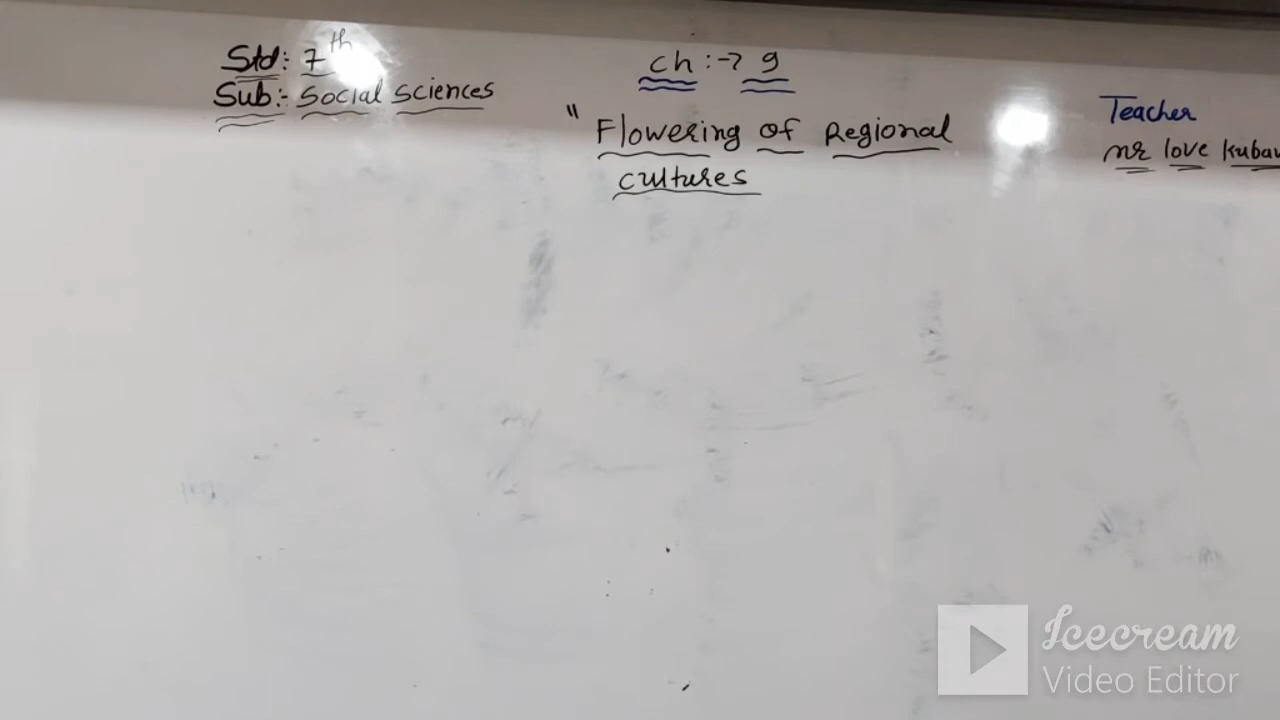 Std: 7th
Sub:- Social Sciences
ch :-> 9
" Flowering of Regional
cultures
Teacher
mr love
Icecream
Video Editor